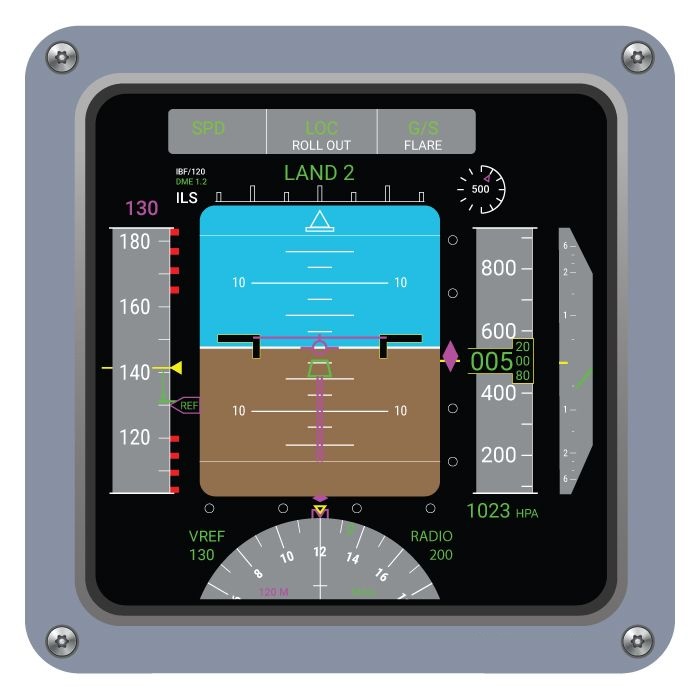 SPD
LOC
G/S
ROLL OUT
FLARE
IBF/120
DME 1.2
ILS
LAND 2
500
130
180
160
140
120
REF
10 10
10 10
800
600
400
200
005
20
00
80
6
2
1
1
2
6
1023 HPA
VREF
130
RADIO
200
8
10
12
14
16
120 M